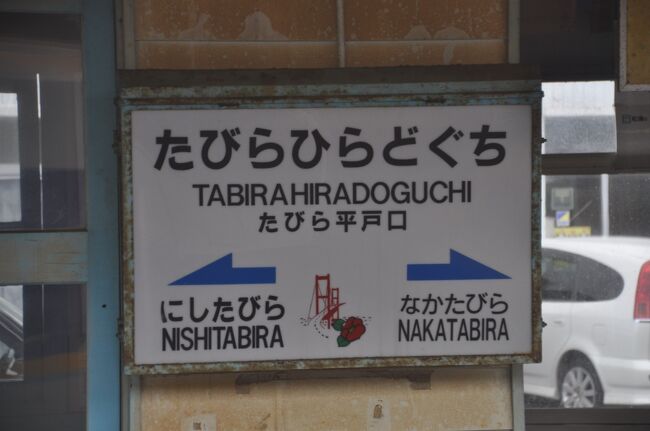 たびらひらどぐち
TABIRAHIRADOGUCHI
たびら平戸口
にしたびら
NISHITABIRA
なかたびら
NAKATABIRA